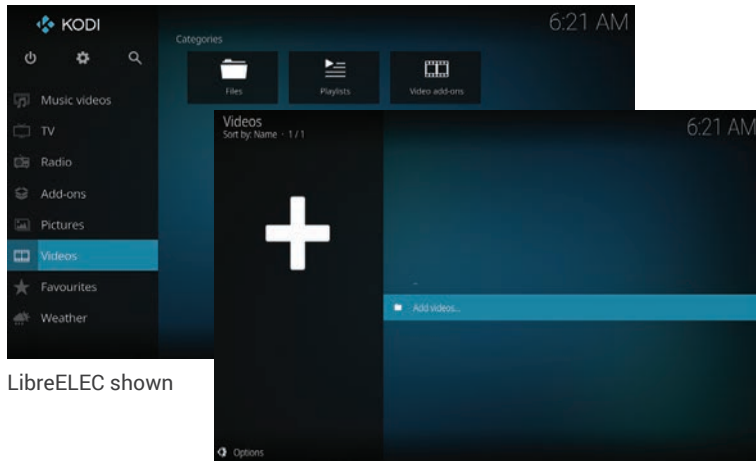 KODI
6:21 AM
Categories
Files
Playlists
Video add-ons
Music videos
TV
Radio
Add-ons
Pictures
Videos
Favourites
Weather
LibreELEC shown
Videos
Sort by: Name · 1 / 1
6:21 AM
..
Add videos...
Options